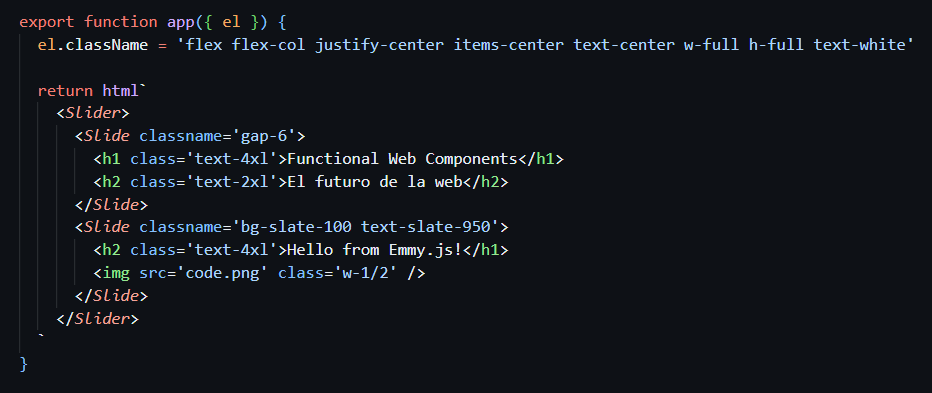 export function app({ el }) {
  el.className = 'flex flex-col justify-center items-center text-center w-full h-full text-white'

  return html`
    <Slider>
      <Slide classname='gap-6'>
        <h1 class='text-4xl'>Functional Web Components</h1>
        <h2 class='text-2xl'>El futuro de la web</h2>
      </Slide>
      <Slide classname='bg-slate-100 text-slate-950'>
        <h2 class='text-4xl'>Hello from Emmy.js!</h1>
        <img src='code.png' class='w-1/2' />
      </Slide>
    </Slider>
  `
}